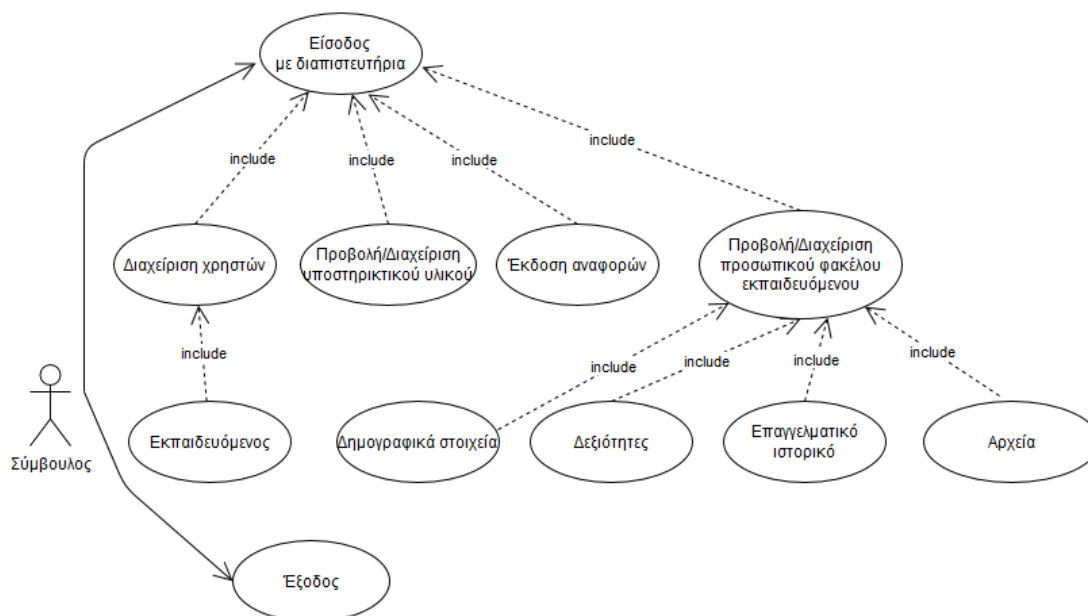 Είσοδος
με διαπιστευτήρια
include
include
include
include
Διαχείριση χρηστών
Προβολή/Διαχείριση
υποστηρικτικού υλικού
Έκδοση αναφορών
Προβολή/Διαχείριση
προσωπικού φακέλου
εκπαιδευόμενου
include
include
include
include
include
Σύμβουλος
Εκπαιδευόμενος
Δημογραφικά στοιχεία
Δεξιότητες
Επαγγελματικό
ιστορικό
Αρχεία
Έξοδος